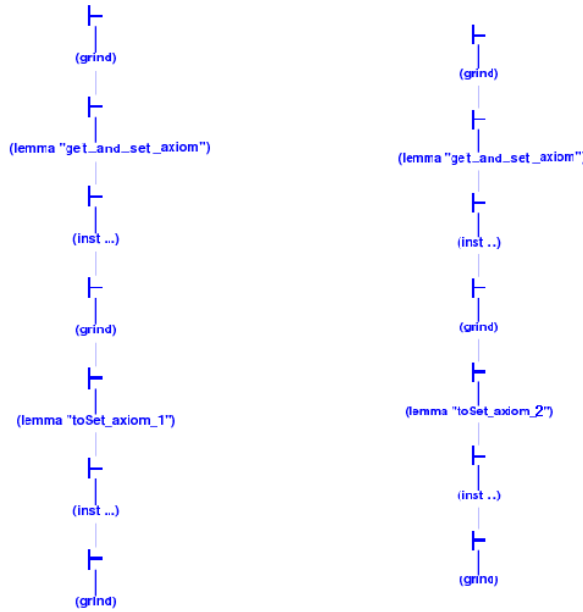 (grind)
(lemma "get_and_set_axiom")
(inst ...)
(grind)
(lemma "toSet_axiom_1")
(inst ...)
(grind)
(grind)
(lemma "get_and_set_axiom")
(inst ..)
(grind)
(lemma "toSet_axiom_2")
(inst ..)
(grind)